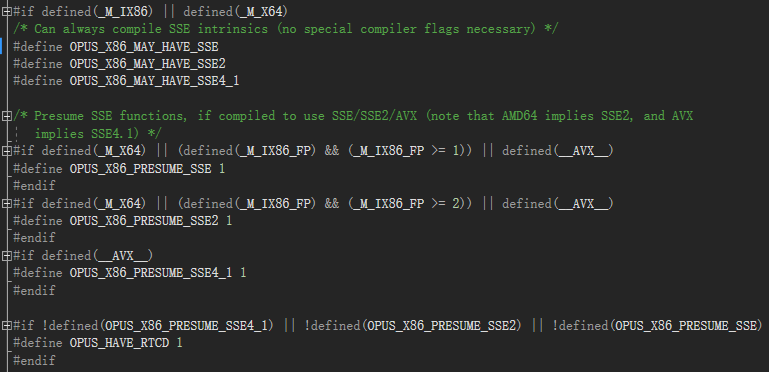 #if defined(_M_IX86) || defined(_M_X64)
/* Can always compile SSE intrinsics (no special compiler flags necessary) */
#define OPUS_X86_MAY_HAVE_SSE
#define OPUS_X86_MAY_HAVE_SSE2
#define OPUS_X86_MAY_HAVE_SSE4_1
/* Presume SSE functions, if compiled to use SSE/SSE2/AVX (note that AMD64 implies SSE2, and AVX
implies SSE4.1) */
#if defined(_M_X64) || (defined(_M_IX86_FP) && (_M_IX86_FP >= 1)) || defined(__AVX__)
#define OPUS_X86_PRESUME_SSE 1
#endif
#if defined(_M_X64) || (defined(_M_IX86_FP) && (_M_IX86_FP >= 2)) || defined(__AVX__)
#define OPUS_X86_PRESUME_SSE2 1
#endif
#if defined(__AVX__)
#define OPUS_X86_PRESUME_SSE4_1 1
#endif
#if !defined(OPUS_X86_PRESUME_SSE4_1) || !defined(OPUS_X86_PRESUME_SSE2) || !defined(OPUS_X86_PRESUME_SSE)
#define OPUS_HAVE_RTCD 1
#endif